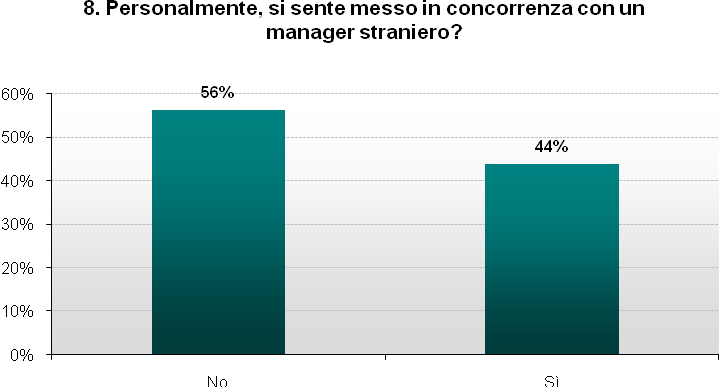 8. Personalmente, si sente messo in concorrenza con un
manager straniero?
56%
44%
60%
50%
40%
30%
20%
10%
0%
No
Sì